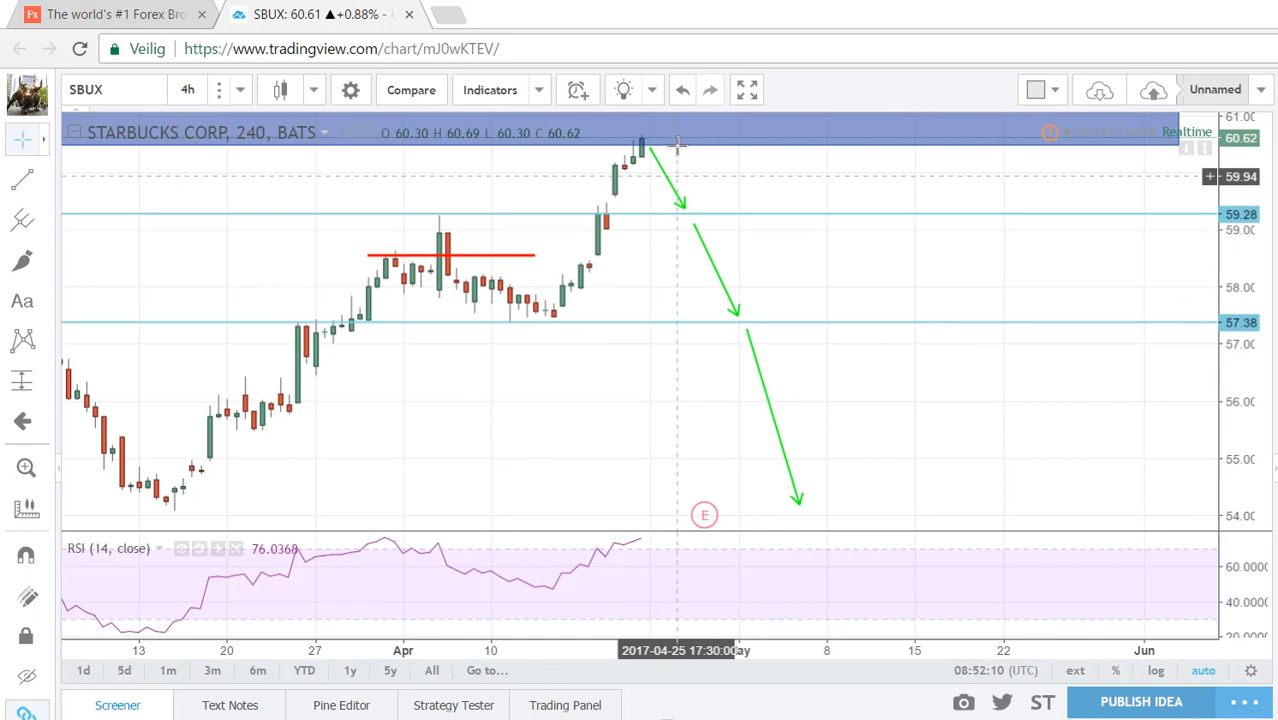 The world's #1 Forex Bro
SBUX: 60.61 ▲+0.88% -
Veilig
https://www.tradingview.com/chart/mJ0wKTEV/
SBUX
4h
Compare
Indicators
Unnamed
STARBUCKS CORP, 240, BATS
O 60.30 H 60.69 L 60.30 C 60.62
Realtime
61.00
60.62
59.94
59.28
59.00
58.00
57.38
57.00
56.00
55.00
54.00
Aa
E
RSI (14, close)
76.0368
60.0000
40.0000
20.0000
13
20
27
Apr
10
2017-04-25 17:30:00
ay
8
15
22
Jun
1d
5d
1m
3m
6m
YTD
1y
5y
All
Go to...
08:52:10 (UTC)
ext
%
log
auto
Screener
Text Notes
Pine Editor
Strategy Tester
Trading Panel
ST
PUBLISH IDEA